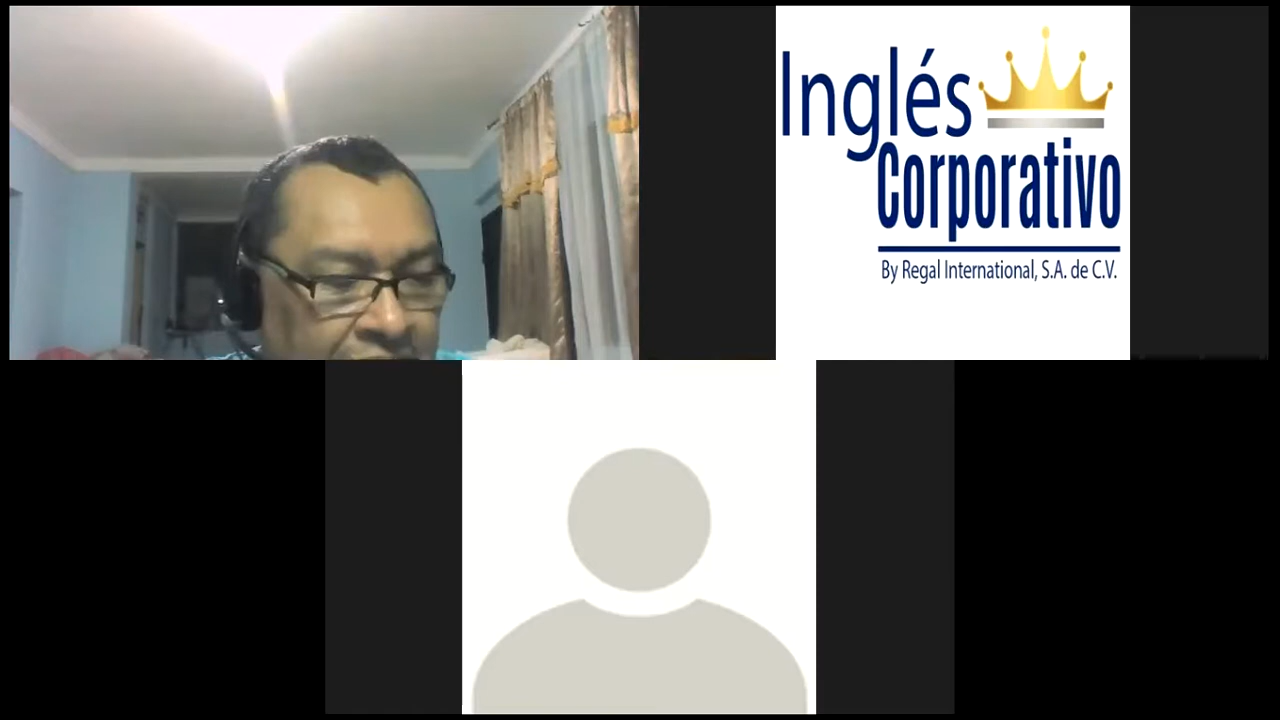 Inglés
Corporativo
By Regal International, S.A. de C.V.